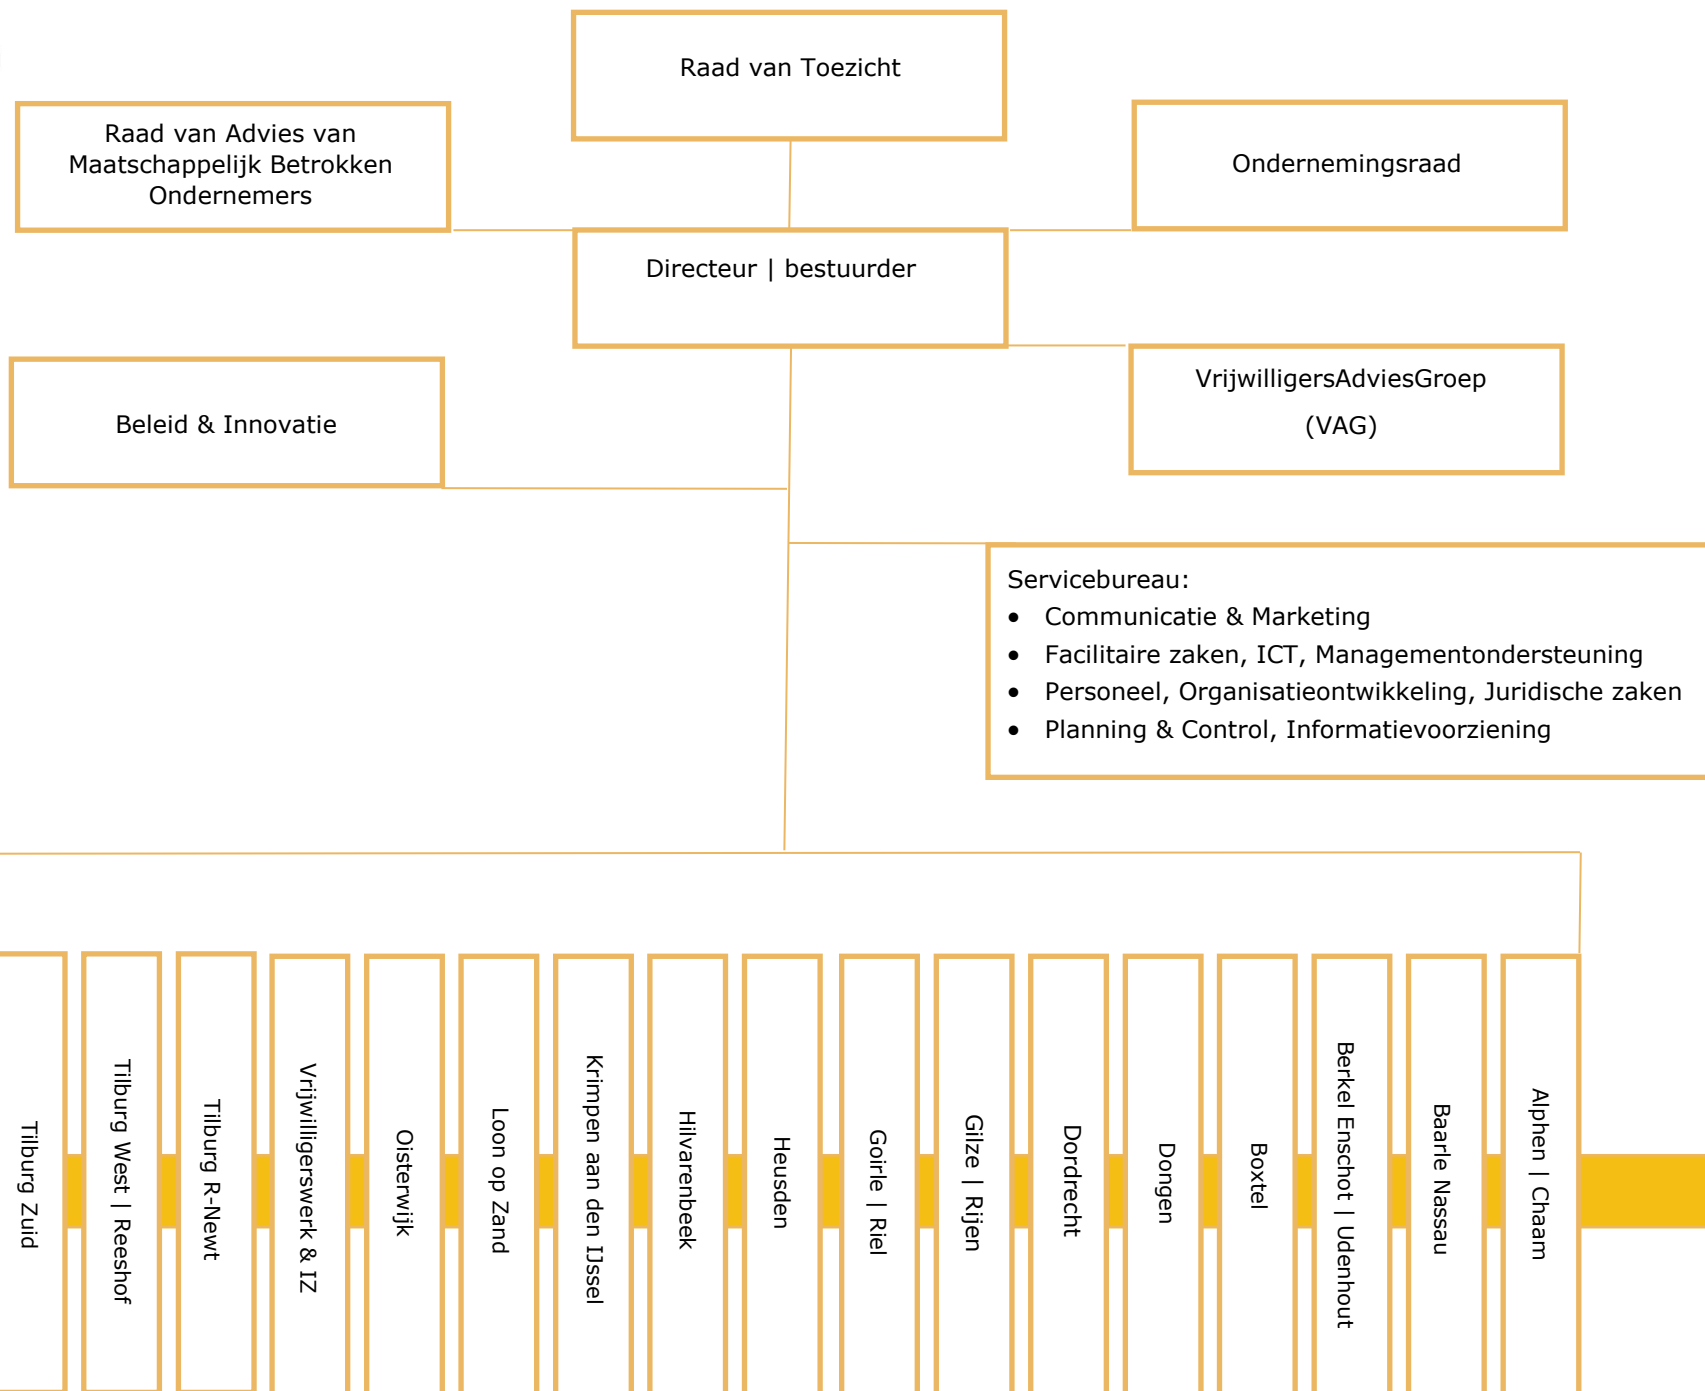 Raad van Toezicht
Raad van Advies van
Maatschappelijk Betrokken
Ondernemers
Ondernemingsraad
Directeur | bestuurder
VrijwilligersAdviesGroep
(VAG)
Beleid & Innovatie
Servicebureau:
• Communicatie & Marketing
• Facilitaire zaken, ICT, Managementondersteuning
• Personeel, Organisatieontwikkeling, Juridische zaken
• Planning & Control, Informatievoorziening
Tilburg Zuid
Tilburg West | Reeshof
Tilburg R-Newt
Vrijwilligerswerk & IZ
Oisterwijk
Loon op Zand
Krimpen aan den IJssel
Hilvarenbeek
Heusden
Goirle | Riel
Gilze | Rijen
Dordrecht
Dongen
Boxtel
Berkel Enschot | Udenhout
Baarle Nassau
Alphen | Chaam